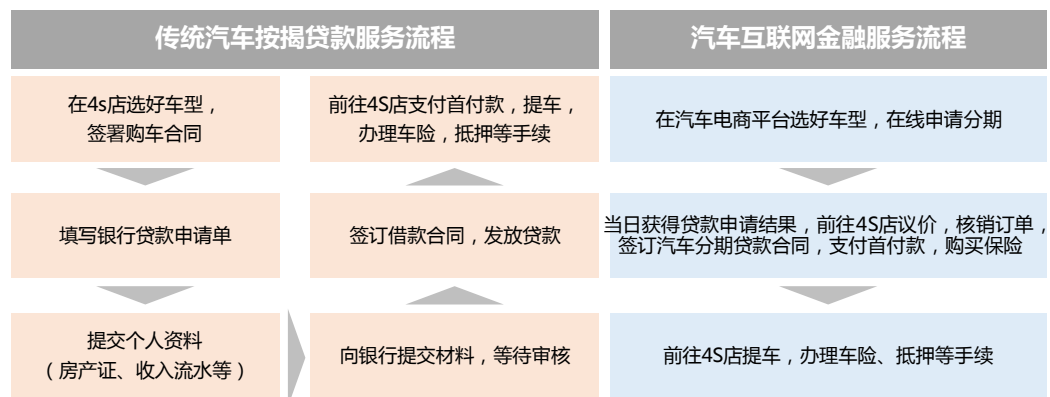 传统汽车按揭贷款服务流程
在4s店选好车型，
签署购车合同
填写银行贷款申请单
提交个人资料
（房产证、收入流水等）
向银行提交材料，等待审核
签订借款合同，发放贷款
前往4S店支付首付款，提车，
办理车险，抵押等手续
汽车互联网金融服务流程
在汽车电商平台选好车型，在线申请分期
当日获得贷款申请结果，前往4S店议价，核销订单，
签订汽车分期贷款合同，支付首付款，购买保险
前往4S店提车，办理车险、抵押等手续